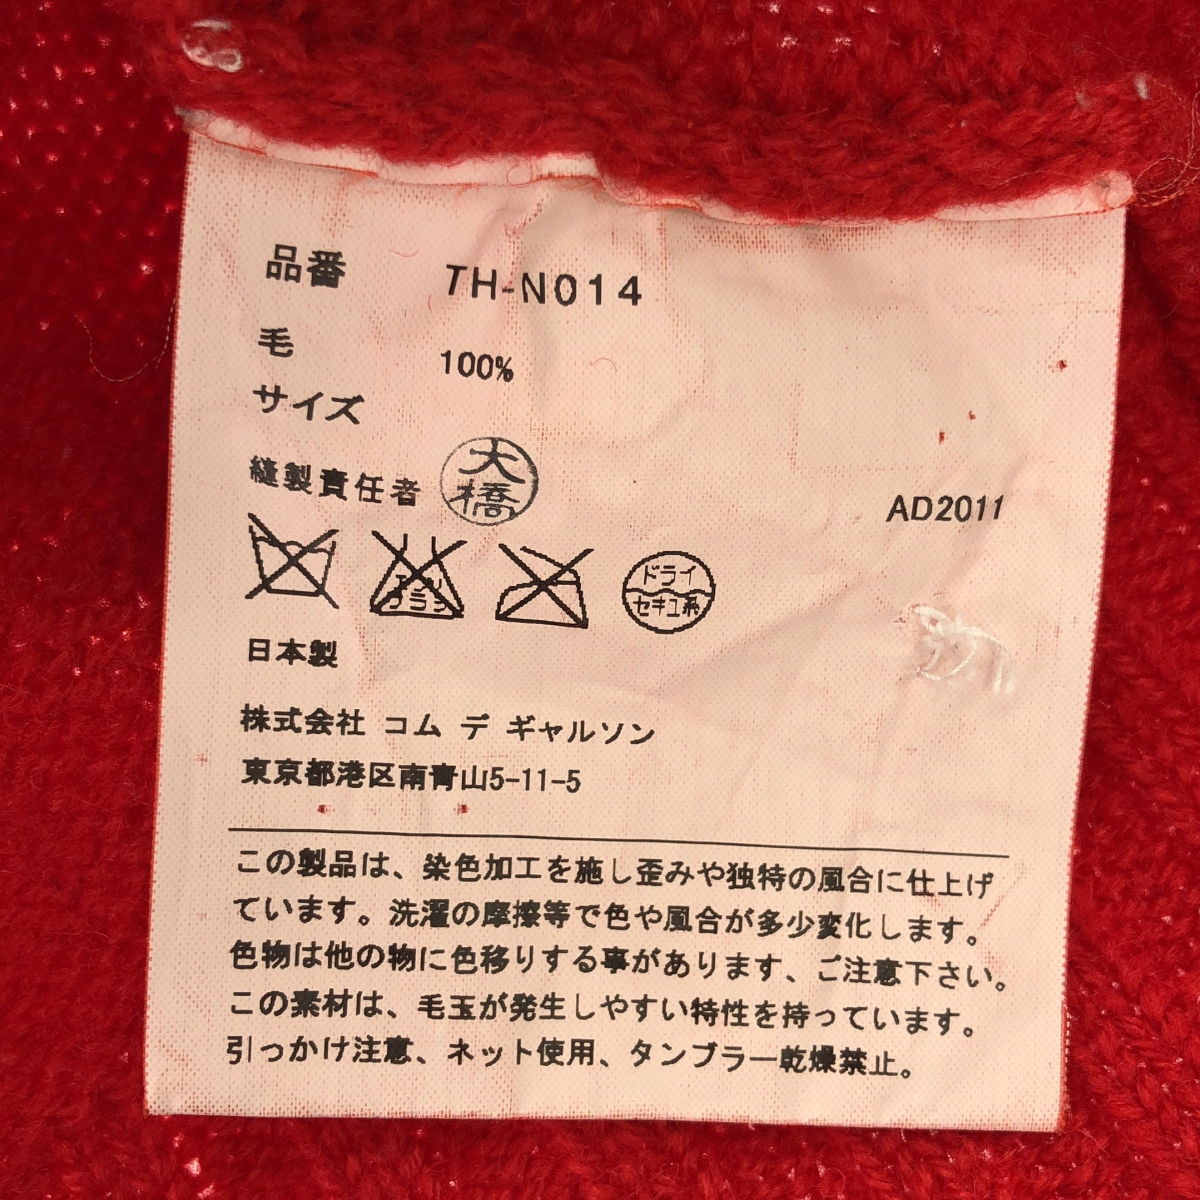 品番 TH-N014
毛 100%
サイズ
縫製責任者 大橋
AD2011
エンソ
サラシ
ドライ
セキユ系
日本製
株式会社 コム デ ギャルソン
東京都港区南青山5-11-5
この製品は、染色加工を施し歪みや独特の風合に仕上げ
ています。洗濯の摩擦等で色や風合が多少変化します。
色物は他の物に色移りする事があります、ご注意下さい。
この素材は、毛玉が発生しやすい特性を持っています。
引っかけ注意、ネット使用、タンブラー乾燥禁止。